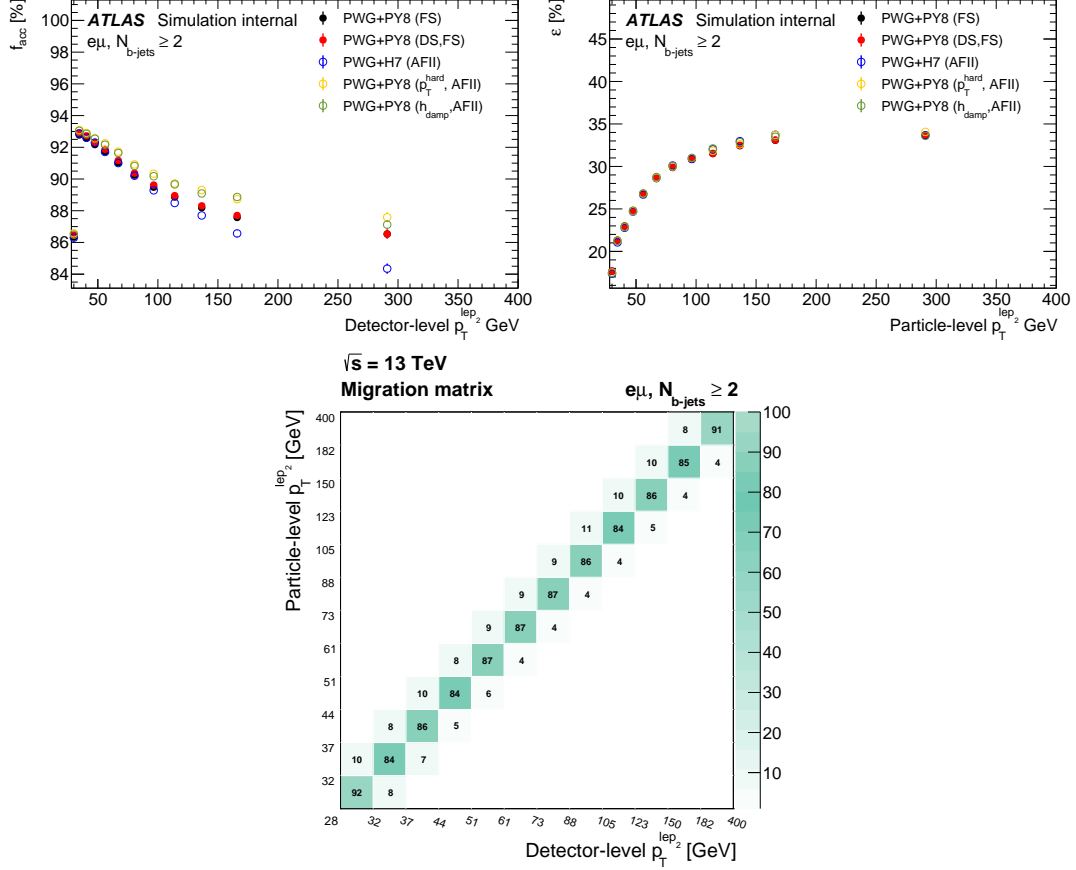 f_acc [%]
ATLAS Simulation internal
eμ, N_b-jets ≥ 2
PWG+PY8 (FS)
PWG+PY8 (DS,FS)
PWG+H7 (AFII)
PWG+PY8 (p_T^hard, AFII)
PWG+PY8 (h_damp,AFII)
100
98
96
94
92
90
88
86
84
50 100 150 200 250 300 350 400
Detector-level p_T^lep_2 GeV
ε [%]
ATLAS Simulation internal
eμ, N_b-jets ≥ 2
PWG+PY8 (FS)
PWG+PY8 (DS,FS)
PWG+H7 (AFII)
PWG+PY8 (p_T^hard, AFII)
PWG+PY8 (h_damp,AFII)
45
40
35
30
25
20
50 100 150 200 250 300 350 400
Particle-level p_T^lep_2 GeV
√s = 13 TeV
Migration matrix eμ, N_b-jets ≥ 2
Particle-level p_T^lep_2 [GeV]
400 8 91 100
182 10 85 4 90
150 10 86 4 80
123 11 84 5 70
105 9 86 4 60
88 9 87 4 50
73 9 87 4 40
61 8 87 4 30
51 10 84 6 20
44 8 86 5 10
37 10 84 7
32 92 8
28 32 37 44 51 61 73 88 105 123 150 182 400
Detector-level p_T^lep_2 [GeV]